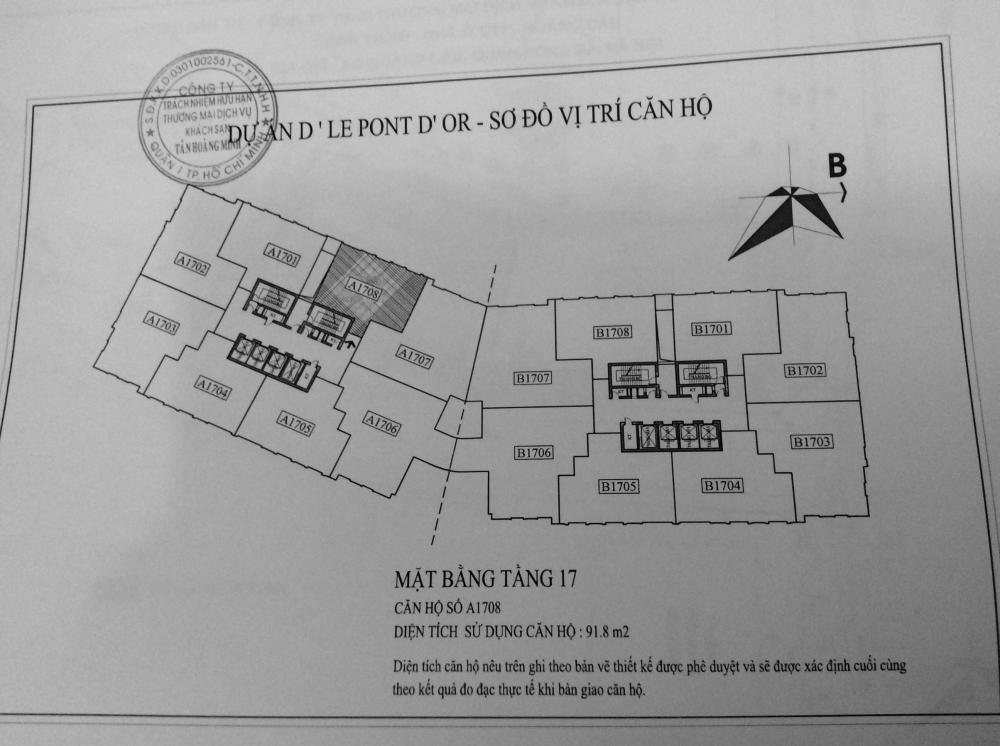 S.Đ.K.K.D:0301002561-C.T.T.N.H.H
CÔNG TY
TRÁCH NHIỆM HỮU HẠN
THƯƠNG MẠI DỊCH VỤ
KHÁCH SẠN
TÂN HOÀNG MINH
QUẬN 1 TP. HỒ CHÍ MINH
DỰ ÁN D ' LE PONT D' OR - SƠ ĐỒ VỊ TRÍ CĂN HỘ
B
A1701
A1702
A1708
A1703
A1707
A1704
A1705
A1706
B1708
B1701
B1707
B1702
B1706
B1703
B1705
B1704
KT
KT
MẶT BẰNG TẦNG 17
CĂN HỘ SỐ A1708
DIỆN TÍCH SỬ DỤNG CĂN HỘ : 91.8 m2
Diện tích căn hộ nêu trên ghi theo bản vẽ thiết kế được phê duyệt và sẽ được xác định cuối cùng
theo kết quả đo đạc thực tế khi bàn giao căn hộ.